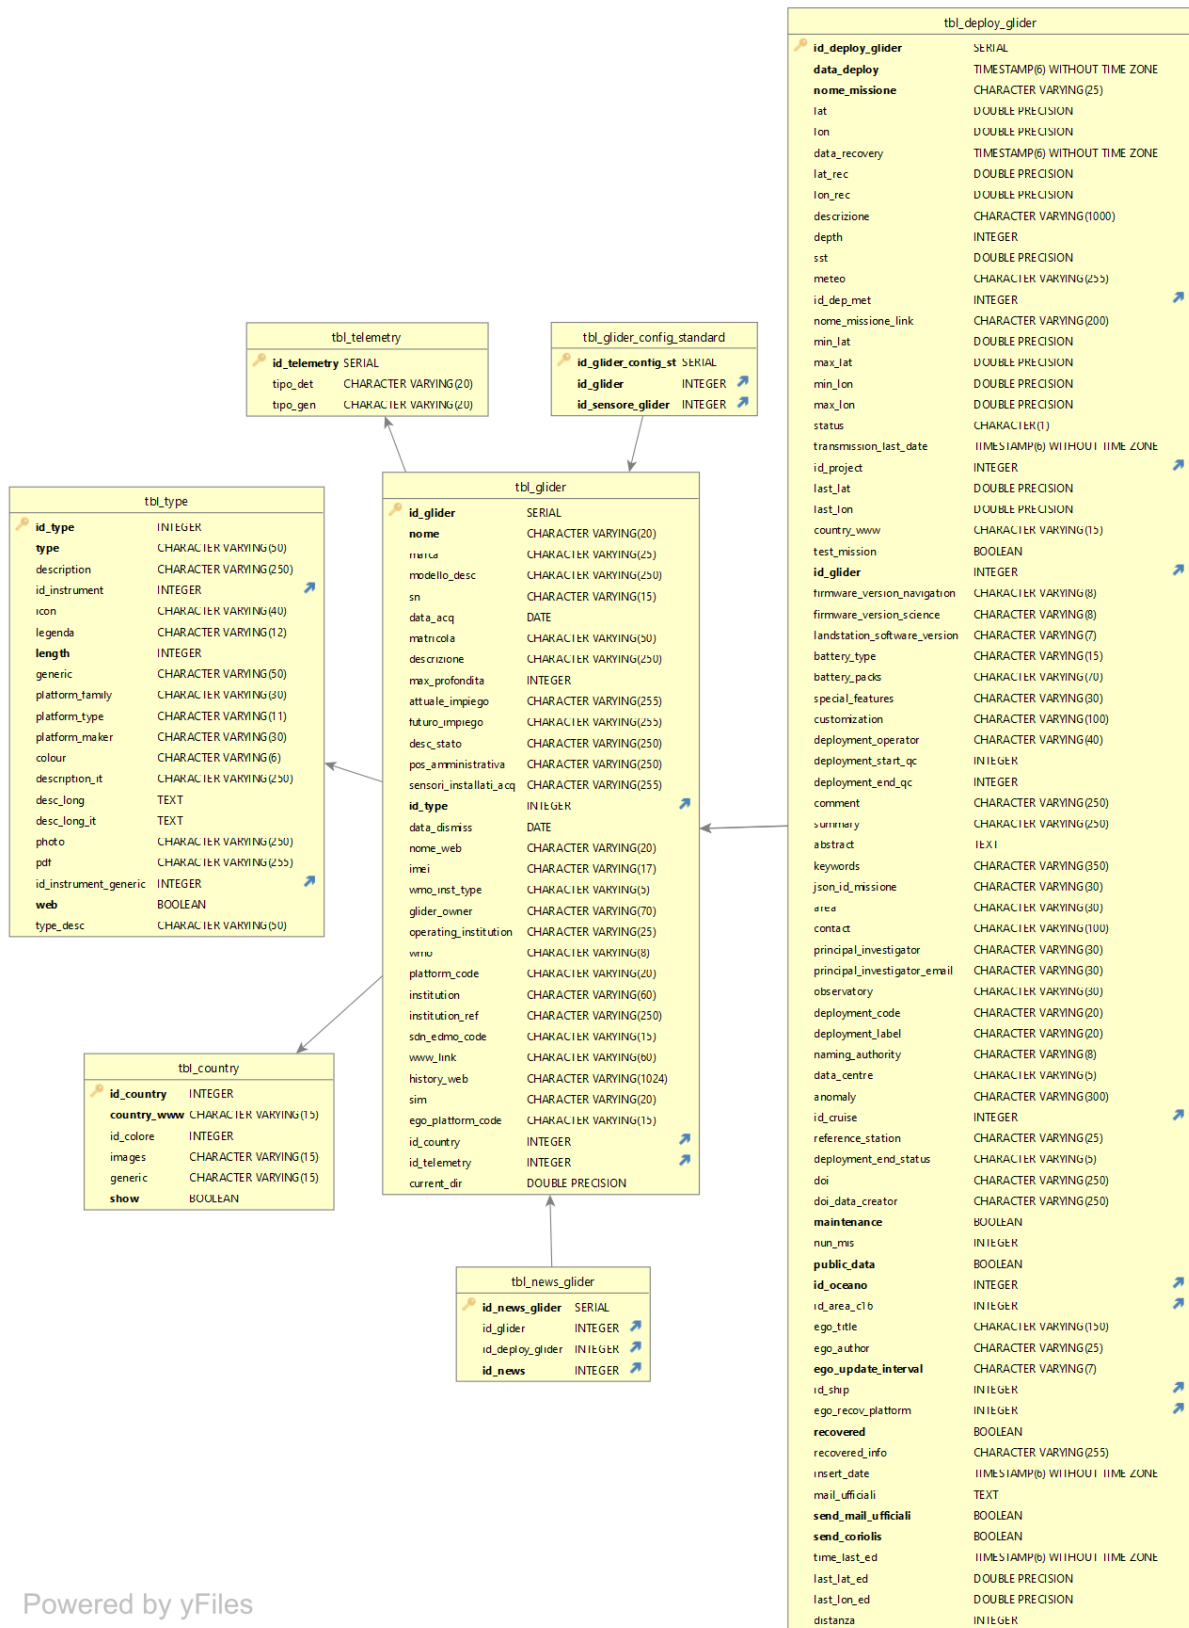 tbl_deploy_glider
id_deploy_glider SERIAL
data_deploy TIMESTAMP(6) WITHOUT TIME ZONE
nome_missione CHARACTER VARYING(25)
lat DOUBLE PRECISION
lon DOUBLE PRECISION
data_recovery TIMESTAMP(6) WITHOUT TIME ZONE
lat_rec DOUBLE PRECISION
lon_rec DOUBLE PRECISION
descrizione CHARACTER VARYING(1000)
depth INTEGER
sst DOUBLE PRECISION
meteo CHARACTER VARYING(255)
id_dep_met INTEGER
nome_missione_link CHARACTER VARYING(200)
min_lat DOUBLE PRECISION
max_lat DOUBLE PRECISION
min_lon DOUBLE PRECISION
max_lon DOUBLE PRECISION
status CHARACTER(1)
transmission_last_date TIMESTAMP(6) WITHOUT TIME ZONE
id_project INTEGER
last_lat DOUBLE PRECISION
last_lon DOUBLE PRECISION
country_www CHARACTER VARYING(15)
test_mission BOOLEAN
id_glider INTEGER
firmware_version_navigation CHARACTER VARYING(8)
firmware_version_science CHARACTER VARYING(8)
landstation_software_version CHARACTER VARYING(7)
battery_type CHARACTER VARYING(15)
battery_packs CHARACTER VARYING(70)
special_features CHARACTER VARYING(30)
customization CHARACTER VARYING(100)
deployment_operator CHARACTER VARYING(40)
deployment_start_qc INTEGER
deployment_end_qc INTEGER
comment CHARACTER VARYING(250)
summary CHARACTER VARYING(250)
abstract TEXT
keywords CHARACTER VARYING(350)
json_id_missione CHARACTER VARYING(30)
area CHARACTER VARYING(30)
contact CHARACTER VARYING(100)
principal_investigator CHARACTER VARYING(30)
principal_investigator_email CHARACTER VARYING(30)
observatory CHARACTER VARYING(30)
deployment_code CHARACTER VARYING(20)
deployment_label CHARACTER VARYING(20)
naming_authority CHARACTER VARYING(8)
data_centre CHARACTER VARYING(5)
anomaly CHARACTER VARYING(300)
id_cruise INTEGER
reference_station CHARACTER VARYING(25)
deployment_end_status CHARACTER VARYING(5)
doi CHARACTER VARYING(250)
doi_data_creator CHARACTER VARYING(250)
maintenance BOOLEAN
nun_mis INTEGER
public_data BOOLEAN
id_oceano INTEGER
id_area_c16 INTEGER
ego_title CHARACTER VARYING(150)
ego_author CHARACTER VARYING(25)
ego_update_interval CHARACTER VARYING(7)
id_ship INTEGER
ego_recov_platform INTEGER
recovered BOOLEAN
recovered_info CHARACTER VARYING(255)
insert_date TIMESTAMP(6) WITHOUT TIME ZONE
mail_ufficiali TEXT
send_mail_ufficiali BOOLEAN
send_coriolis BOOLEAN
time_last_ed TIMESTAMP(6) WITHOUT TIME ZONE
last_lat_ed DOUBLE PRECISION
last_lon_ed DOUBLE PRECISION
distanza INTEGER
tbl_telemetry
id_telemetry SERIAL
tipo_det CHARACTER VARYING(20)
tipo_gen CHARACTER VARYING(20)
tbl_glider_config_standard
id_glider_config_st SERIAL
id_glider INTEGER
id_sensore_glider INTEGER
tbl_type
id_type INTEGER
type CHARACTER VARYING(50)
description CHARACTER VARYING(250)
id_instrument INTEGER
icon CHARACTER VARYING(40)
legenda CHARACTER VARYING(12)
length INTEGER
generic CHARACTER VARYING(50)
platform_family CHARACTER VARYING(30)
platform_type CHARACTER VARYING(11)
platform_maker CHARACTER VARYING(30)
colour CHARACTER VARYING(6)
description_it CHARACTER VARYING(250)
desc_long TEXT
desc_long_it TEXT
photo CHARACTER VARYING(250)
pdf CHARACTER VARYING(255)
id_instrument_generic INTEGER
web BOOLEAN
type_desc CHARACTER VARYING(50)
tbl_glider
id_glider SERIAL
nome CHARACTER VARYING(20)
marca CHARACTER VARYING(25)
modello_desc CHARACTER VARYING(250)
sn CHARACTER VARYING(15)
data_acq DATE
matricola CHARACTER VARYING(50)
descrizione CHARACTER VARYING(250)
max_profondita INTEGER
attuale_impiego CHARACTER VARYING(255)
futuro_impiego CHARACTER VARYING(255)
desc_stato CHARACTER VARYING(250)
pos_amministrativa CHARACTER VARYING(250)
sensori_installati_acq CHARACTER VARYING(255)
id_type INTEGER
data_dismiss DATE
nome_web CHARACTER VARYING(20)
imei CHARACTER VARYING(17)
wmo_inst_type CHARACTER VARYING(5)
glider_owner CHARACTER VARYING(70)
operating_institution CHARACTER VARYING(25)
wmo CHARACTER VARYING(8)
platform_code CHARACTER VARYING(20)
institution CHARACTER VARYING(60)
institution_ref CHARACTER VARYING(250)
sdn_edmo_code CHARACTER VARYING(15)
www_link CHARACTER VARYING(60)
history_web CHARACTER VARYING(1024)
sim CHARACTER VARYING(20)
ego_platform_code CHARACTER VARYING(15)
id_country INTEGER
id_telemetry INTEGER
current_dir DOUBLE PRECISION
tbl_country
id_country INTEGER
country_www CHARACTER VARYING(15)
id_colore INTEGER
images CHARACTER VARYING(15)
generic CHARACTER VARYING(15)
show BOOLEAN
tbl_news_glider
id_news_glider SERIAL
id_glider INTEGER
id_deploy_glider INTEGER
id_news INTEGER
Powered by yFiles